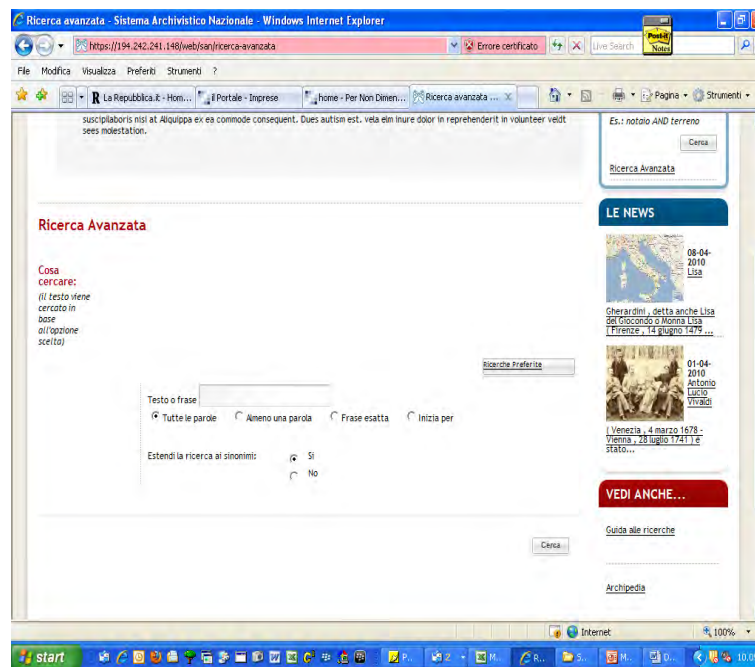 Ricerca avanzata - Sistema Archivistico Nazionale - Windows Internet Explorer
https://194.242.241.148/web/san/ricerca-avanzata
Errore certificato
Live Search
Post-it
Notes
File Modifica Visualizza Preferiti Strumenti ?
La Repubblica.it - Hom...
il Portale - Imprese
home - Per Non Dimen...
Ricerca avanzata ...
Pagina
Strumenti
suscipllaboris nisl at Aliquippa ex ea commode consequent. Dues autism est. vela elm inure dolor in reprehenderit in volunteer veldt
sees molestation.
Es.: notaio AND terreno
Cerca
Ricerca Avanzata
Ricerca Avanzata
Cosa
cercare:
(il testo viene
cercato in
base
all'opzione
scelta)
Ricerche Preferite
Testo o frase
Tutte le parole
Almeno una parola
Frase esatta
Inizia per
Estendi la ricerca ai sinonimi:
Si
No
Cerca
LE NEWS
08-04-
2010
Lisa
Gherardini , detta anche Lisa
del Giocondo o Monna Lisa
( Firenze , 14 giugno 1479 ...
01-04-
2010
Antonio
Lucio
Vivaldi
( Venezia , 4 marzo 1678 -
Vienna , 28 luglio 1741 ) è
stato...
VEDI ANCHE...
Guida alle ricerche
Archipedia
Internet
100%
start